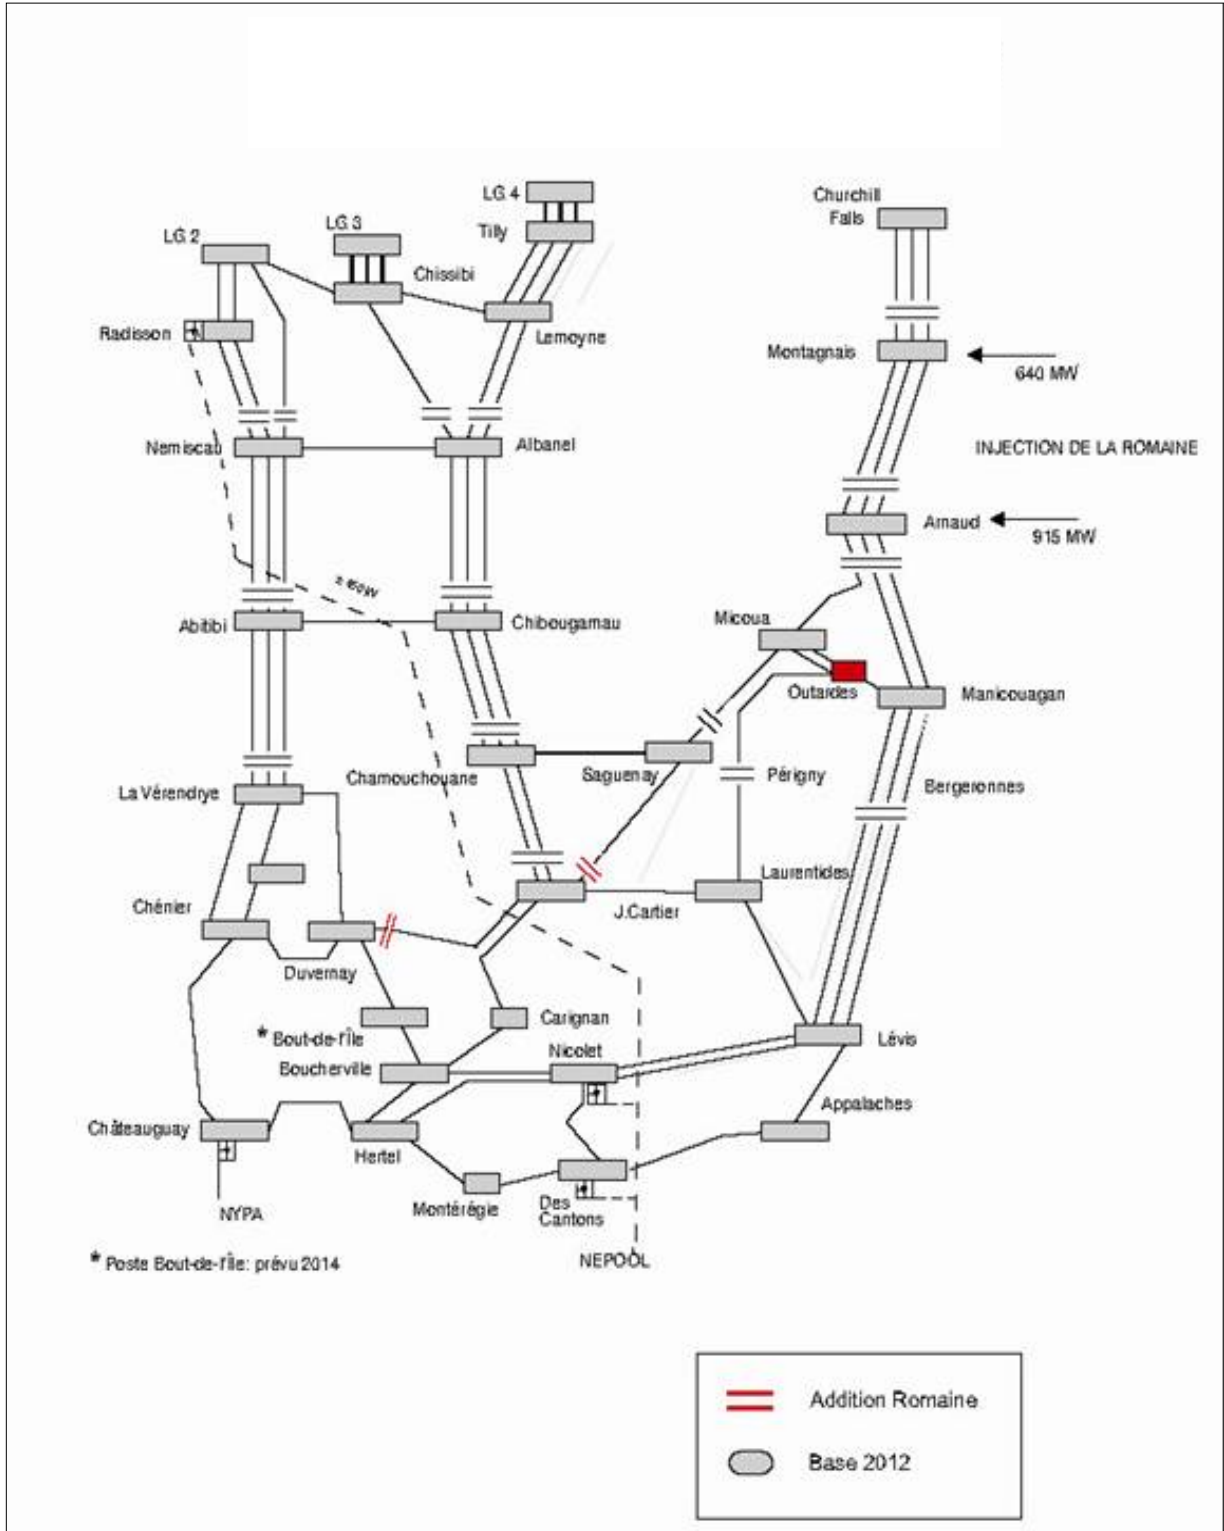 LG 4
Churchill
Falls
LG 3
Tilly
LG 2
Chissibi
Radisson
Lemoyne
Montagnais
640 MW
Nemiscau
Albanel
INJECTION DE LA ROMAINE
Arnaud
915 MW
Abitibi
Chibougamau
Micoua
Outardes
Manicouagan
Chamouchouane
Saguenay
Périgny
La Vérendrye
Bergeronnes
Laurentides
Chénier
J.Cartier
Duvernay
* Bout-de-l'Île
Carignan
Nicolet
Lévis
Boucherville
Appalaches
Châteauguay
Hertel
Montérégie
Des
Cantons
NYPA
NEPOOL
* Poste Bout-de-l'Île: prévu 2014
Addition Romaine
Base 2012